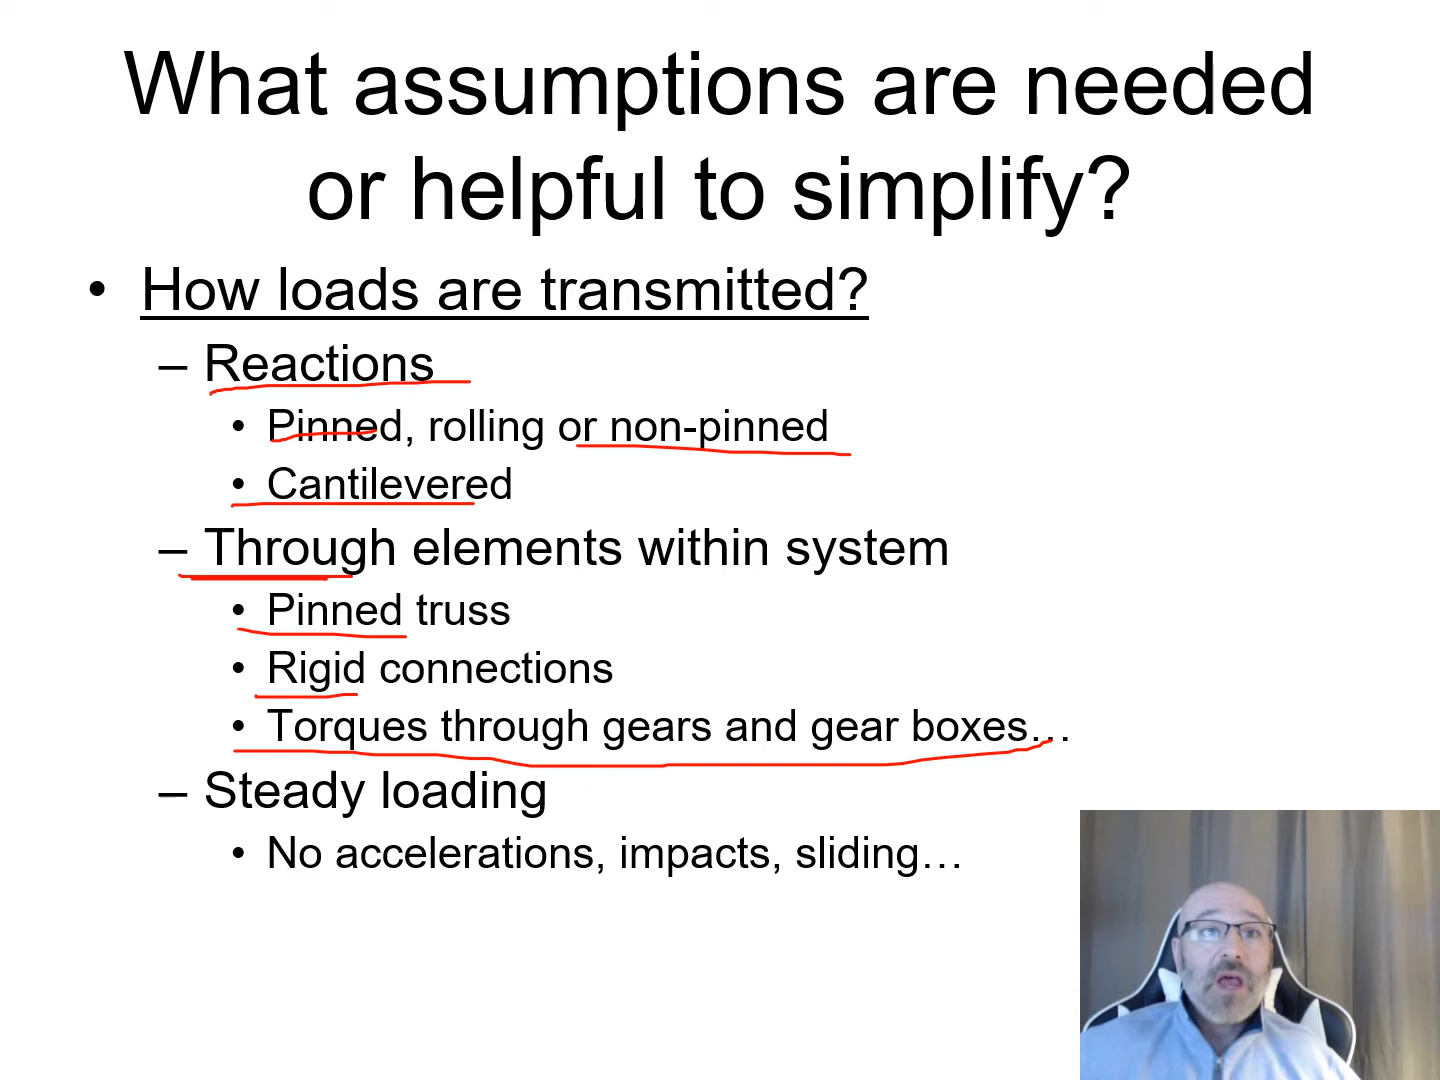 What assumptions are needed
or helpful to simplify?
• How loads are transmitted?
– Reactions
• Pinned, rolling or non-pinned
• Cantilevered
– Through elements within system
• Pinned truss
• Rigid connections
• Torques through gears and gear boxes…
– Steady loading
• No accelerations, impacts, sliding…